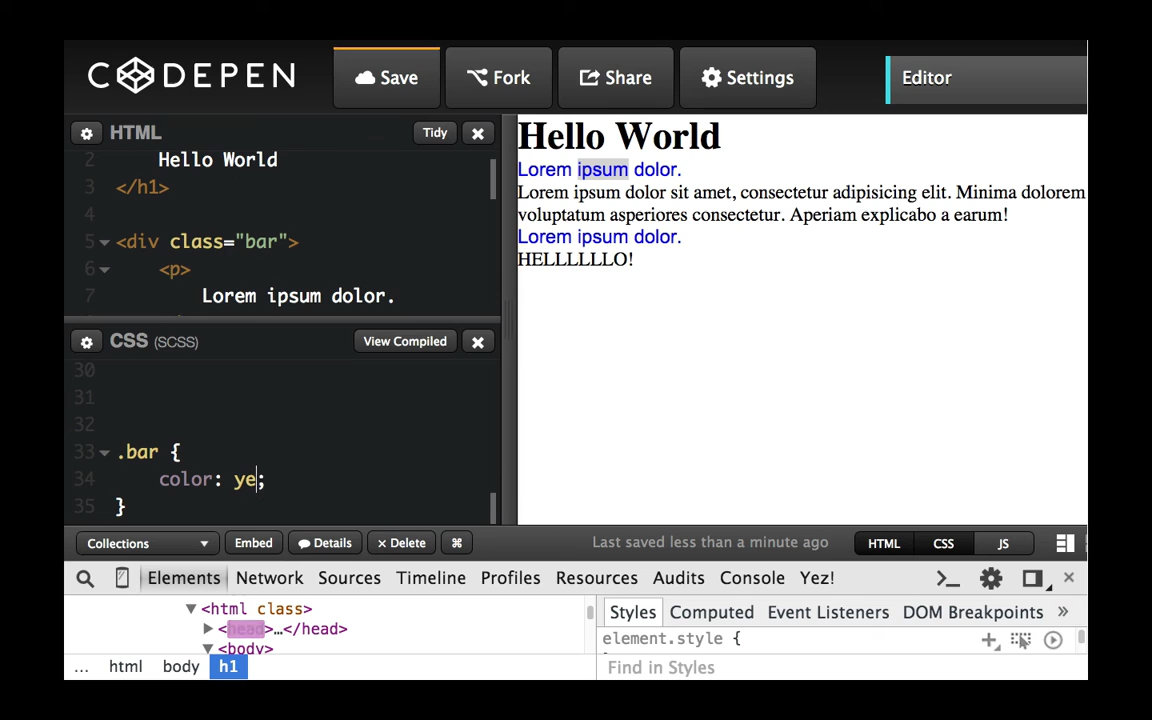 CODEPEN Save Fork Share Settings Editor
HTML Tidy
2 Hello World
3 </h1>
4
5 <div class="bar">
6 <p>
7 Lorem ipsum dolor.
CSS (SCSS) View Compiled
30
31
32
33 .bar {
34 color: ye;
35 }
Hello World
Lorem ipsum dolor.
Lorem ipsum dolor sit amet, consectetur adipisicing elit. Minima dolorem
voluptatum asperiores consectetur. Aperiam explicabo a earum!
Lorem ipsum dolor.
HELLLLLLO!
Collections Embed Details × Delete ⌘ Last saved less than a minute ago HTML CSS JS
Elements Network Sources Timeline Profiles Resources Audits Console Yez!
<html class>
<head>…</head>
<body>
... html body h1
Styles Computed Event Listeners DOM Breakpoints »
element.style {
Find in Styles